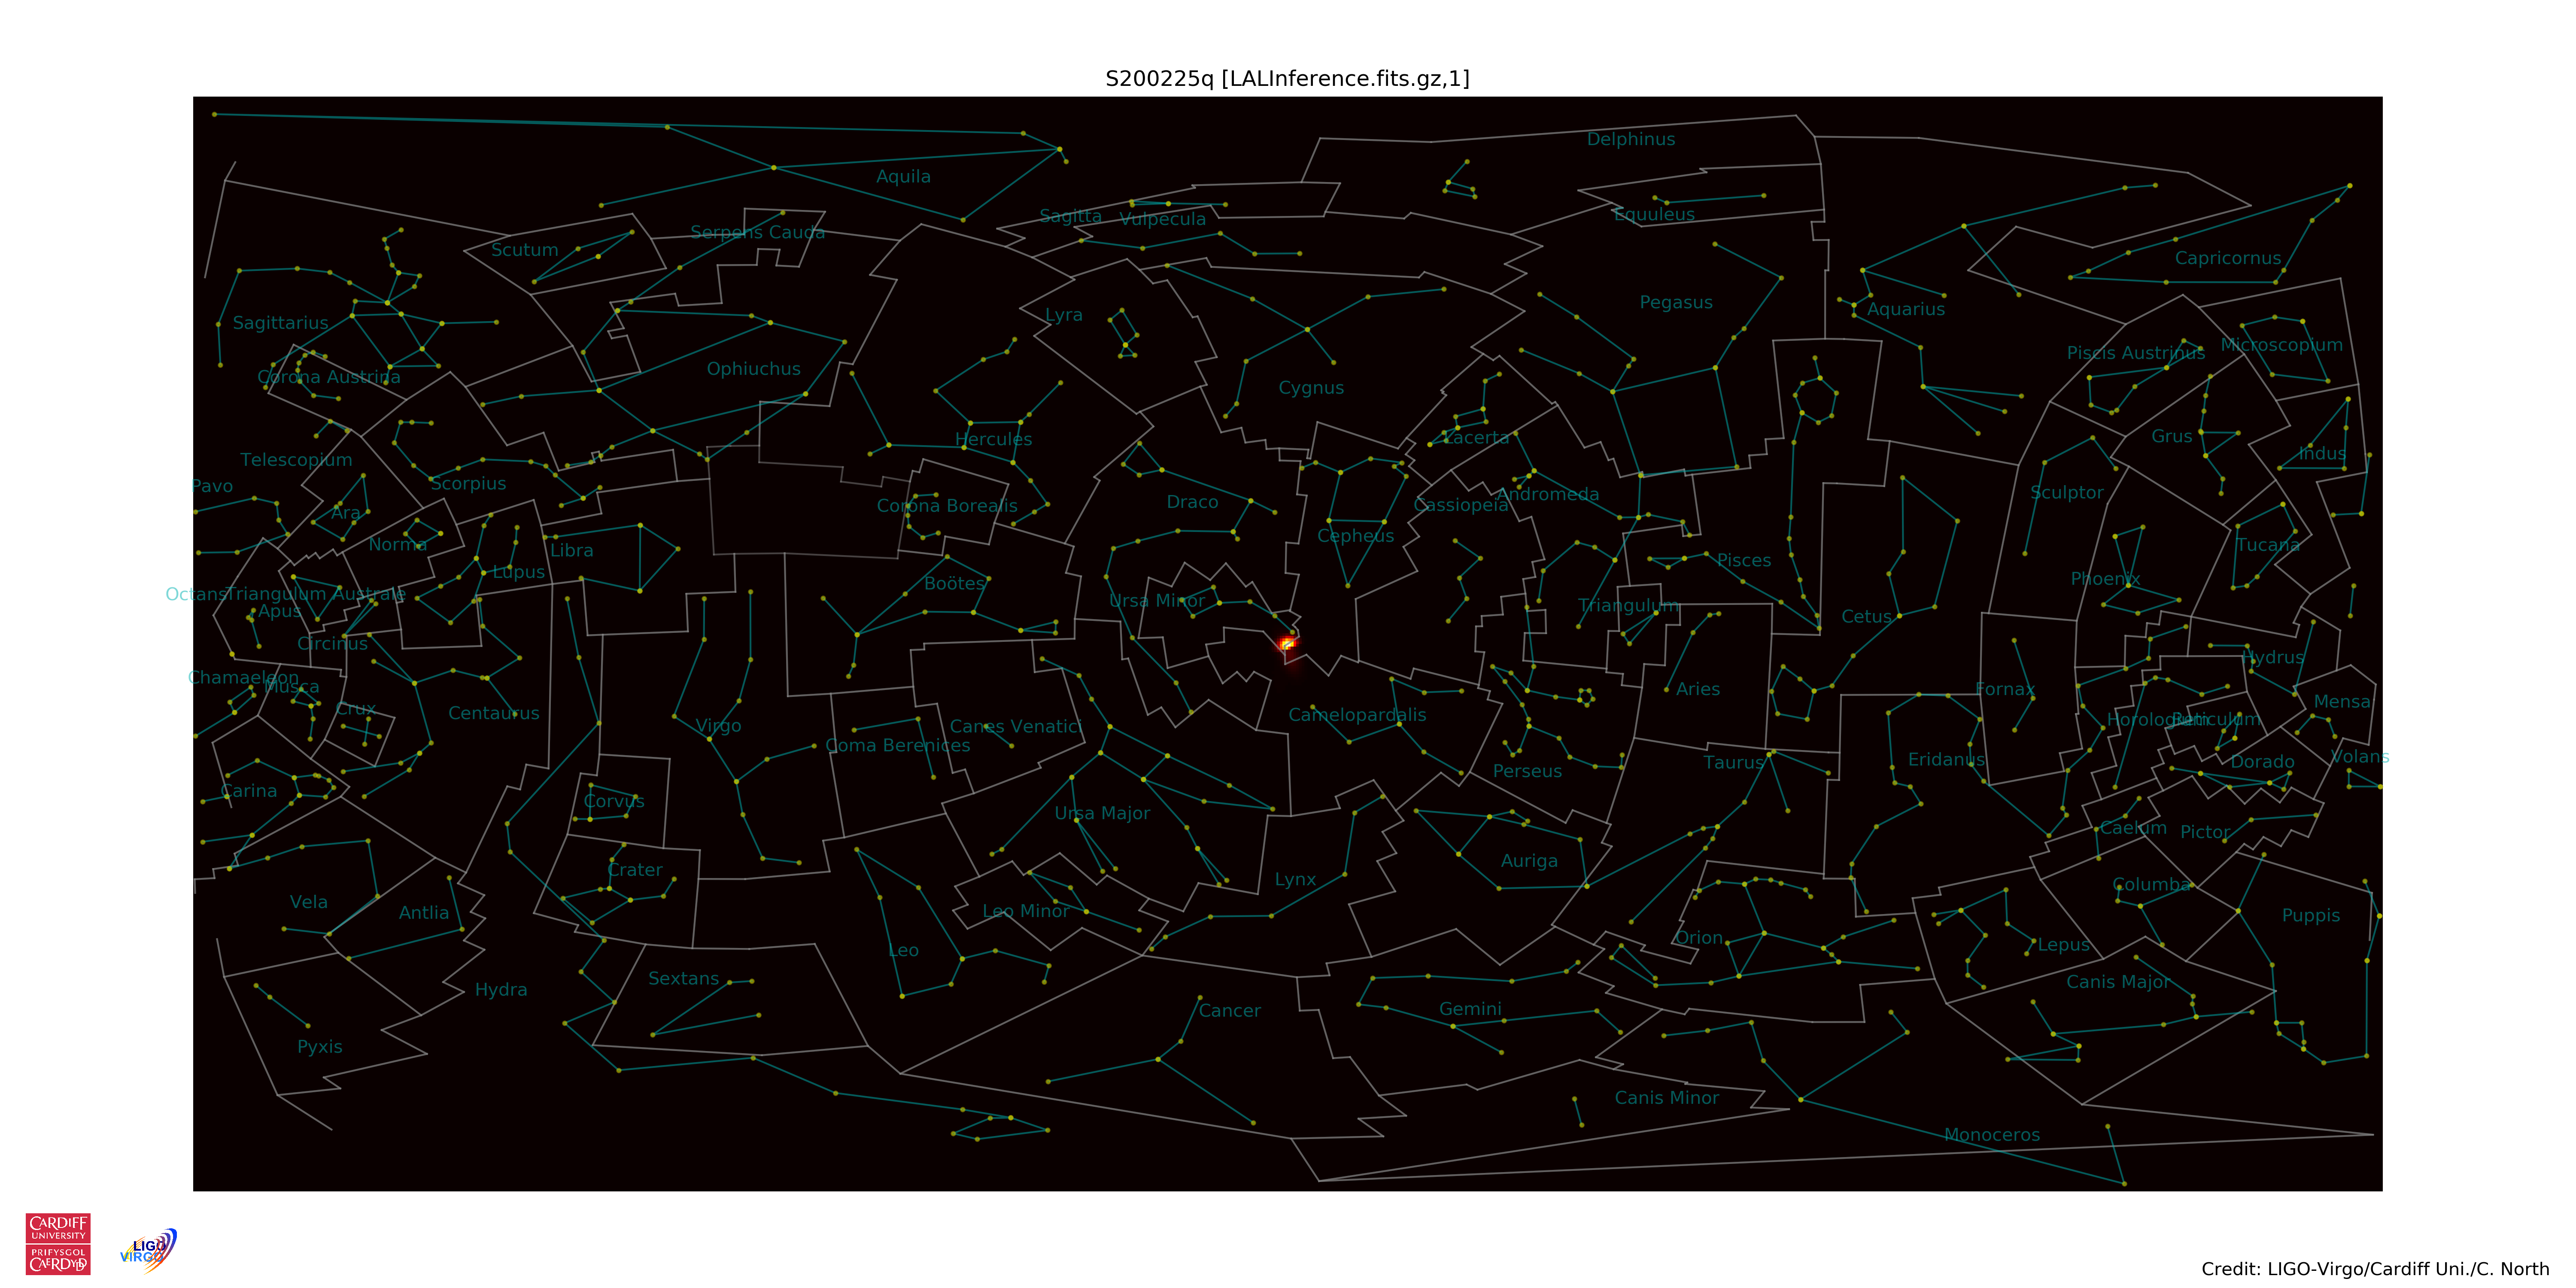 S200225q [LALInference.fits.gz,1]
Delphinus
Aquila
Sagitta
Vulpecula
Equuleus
Serpens Cauda
Scutum
Capricornus
Pegasus
Aquarius
Lyra
Sagittarius
Microscopium
Piscis Austrinus
Ophiuchus
Corona Austrina
Cygnus
Grus
Lacerta
Hercules
Indus
Telescopium
Scorpius
Pavo
Sculptor
Andromeda
Draco
Cassiopeia
Corona Borealis
Ara
Cepheus
Norma
Tucana
Libra
Pisces
Lupus
Phoenix
Boötes
Octans
Triangulum Australe
Ursa Minor
Triangulum
Apus
Cetus
Circinus
Hydrus
Chamaeleon
Musca
Aries
Fornax
Mensa
Crux
Centaurus
Camelopardalis
Horologium
Reticulum
Virgo
Canes Venatici
Coma Berenices
Volans
Eridanus
Taurus
Dorado
Perseus
Carina
Corvus
Ursa Major
Caelum
Pictor
Auriga
Crater
Lynx
Columba
Vela
Antlia
Leo Minor
Puppis
Orion
Lepus
Leo
Sextans
Canis Major
Hydra
Cancer
Gemini
Pyxis
Canis Minor
Monoceros
CARDIFF
UNIVERSITY
PRIFYSGOL
CAERDYDD
LIGO
VIRGO
Credit: LIGO-Virgo/Cardiff Uni./C. North